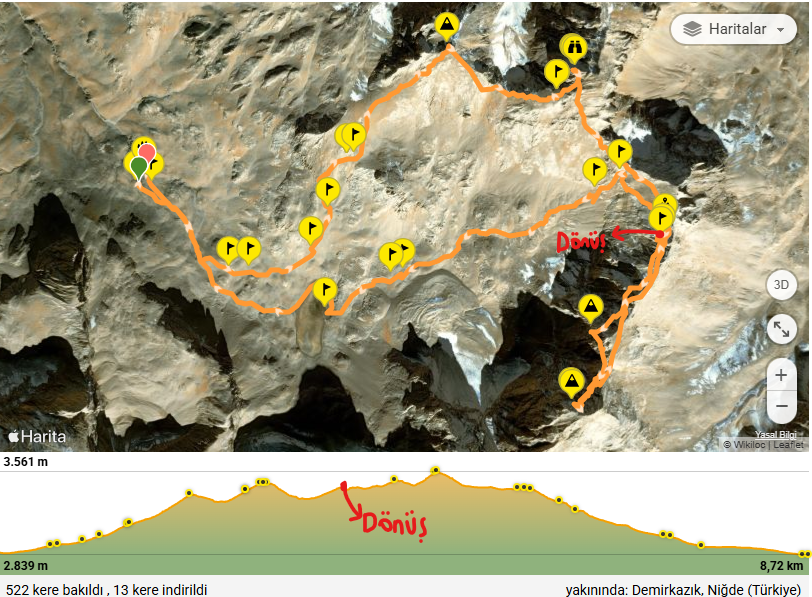 Haritalar
Dönüş
3D
+
−
Harita
Yasal Bilgi
© Wikiloc | Leaflet
3.561 m
Dönüş
2.839 m
8,72 km
522 kere bakıldı , 13 kere indirildi
yakınında: Demirkazık, Niğde (Türkiye)